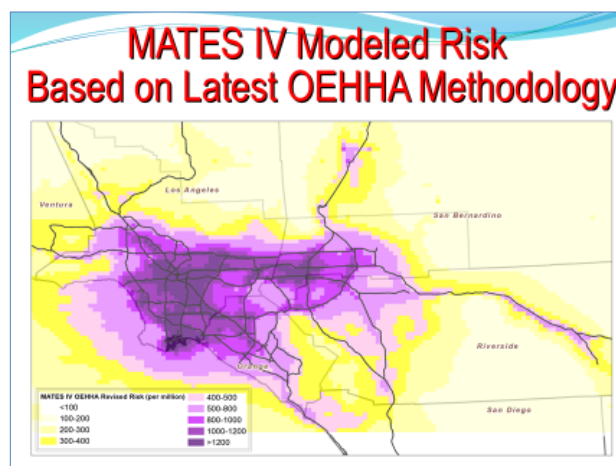 MATES IV Modeled Risk
Based on Latest OEHHA Methodology
Ventura
Los Angeles
San Bernardino
Orange
Riverside
San Diego
MATES IV OEHHA Revised Risk (per million)
<100
100-200
200-300
300-400
400-500
500-800
800-1000
1000-1200
>1200